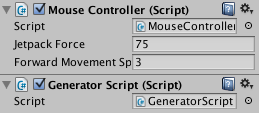 Mouse Controller (Script)
Script MouseController
Jetpack Force 75
Forward Movement Sp 3
Generator Script (Script)
Script GeneratorScript